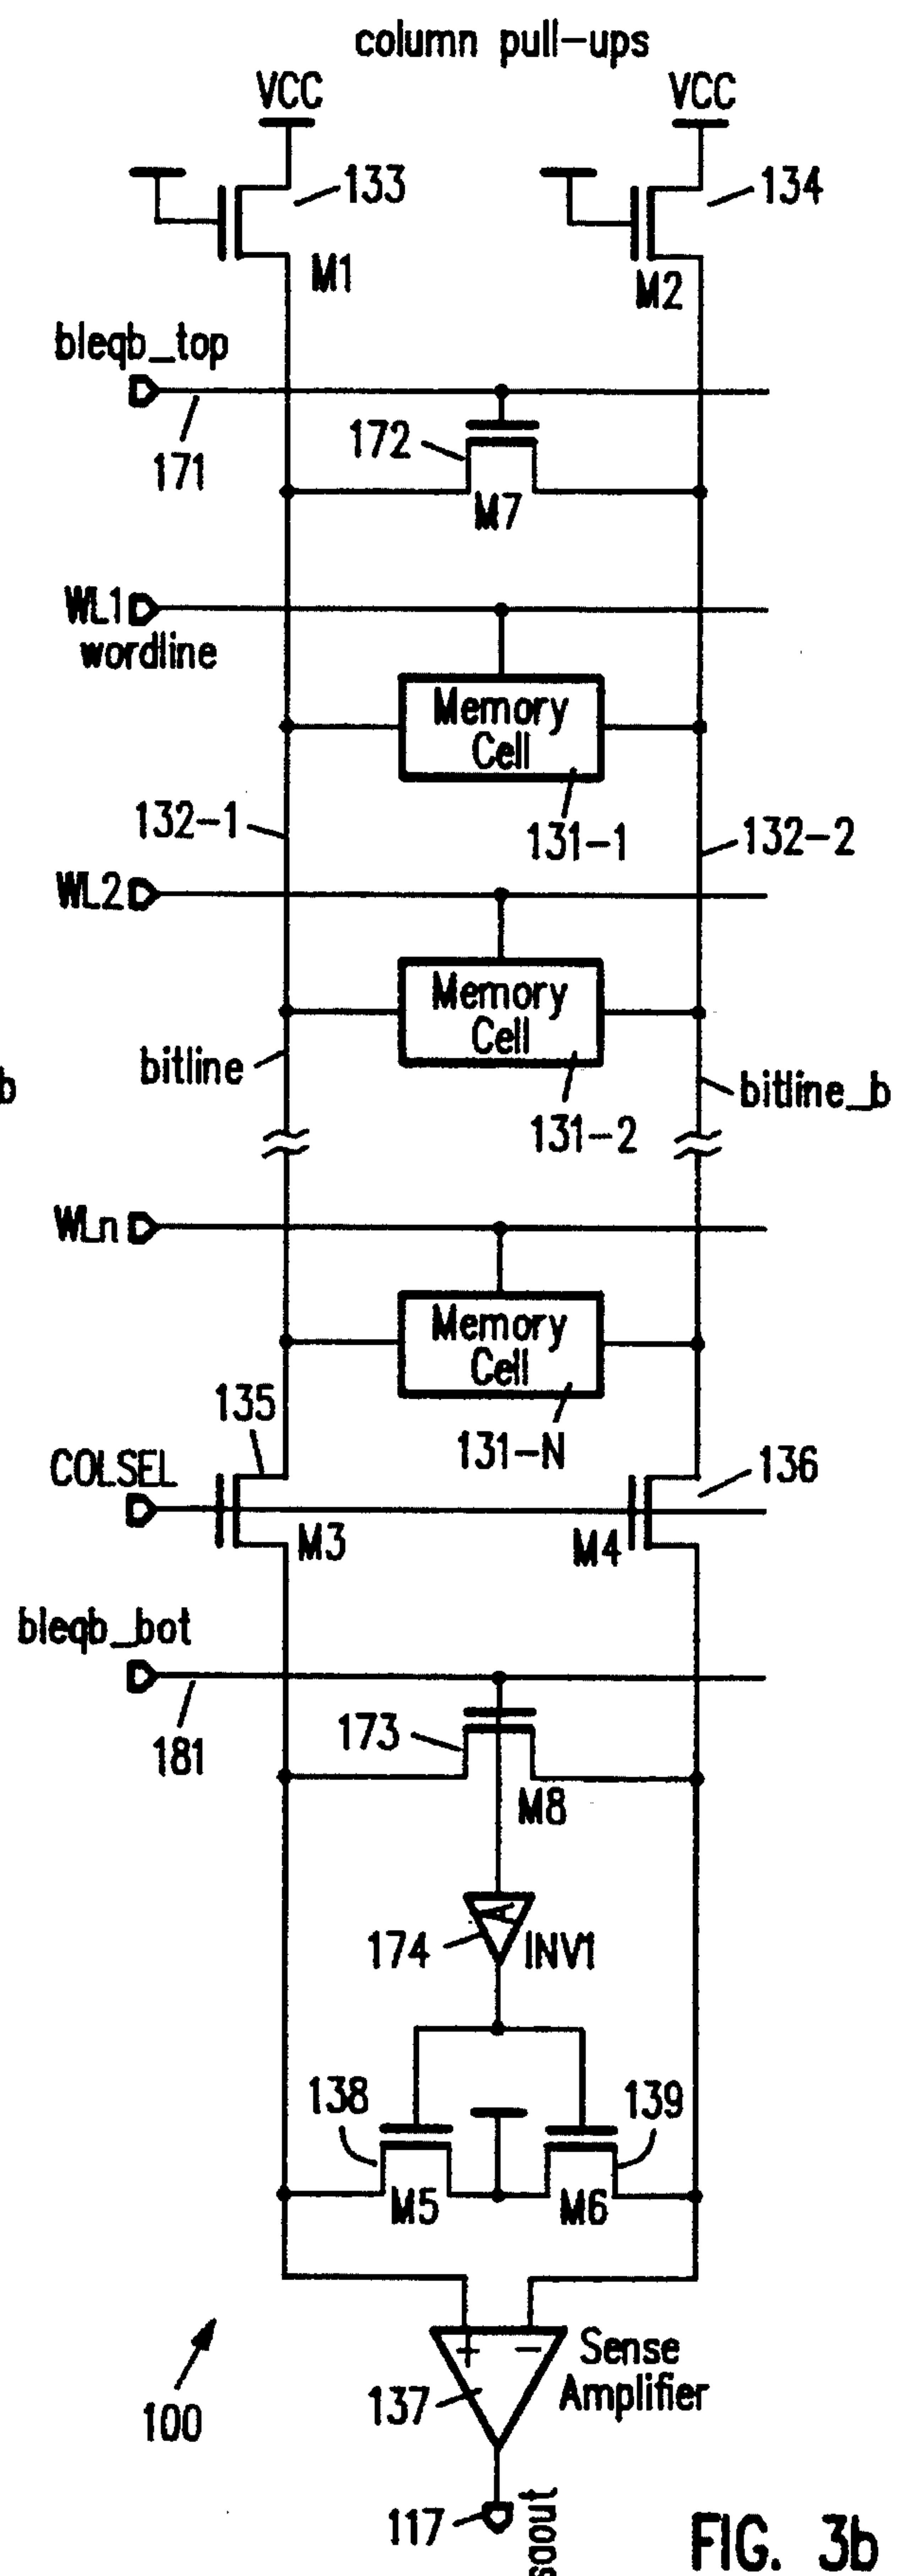 column pull-ups
VCC VCC
133 134
M1 M2
bleqb_top
172
171 M7
WL1
wordline
Memory
Cell
132-1 131-1 132-2
WL2
Memory
Cell
b bitline bitline_b
131-2
WLn
Memory
Cell
135
131-N
COLSEL 136
M3 M4
bleqb_bot
173
181 M8
174 INV1
138 139
M5 M6
+ −
Sense
Amplifier
137
100
117
saout
FIG. 3b